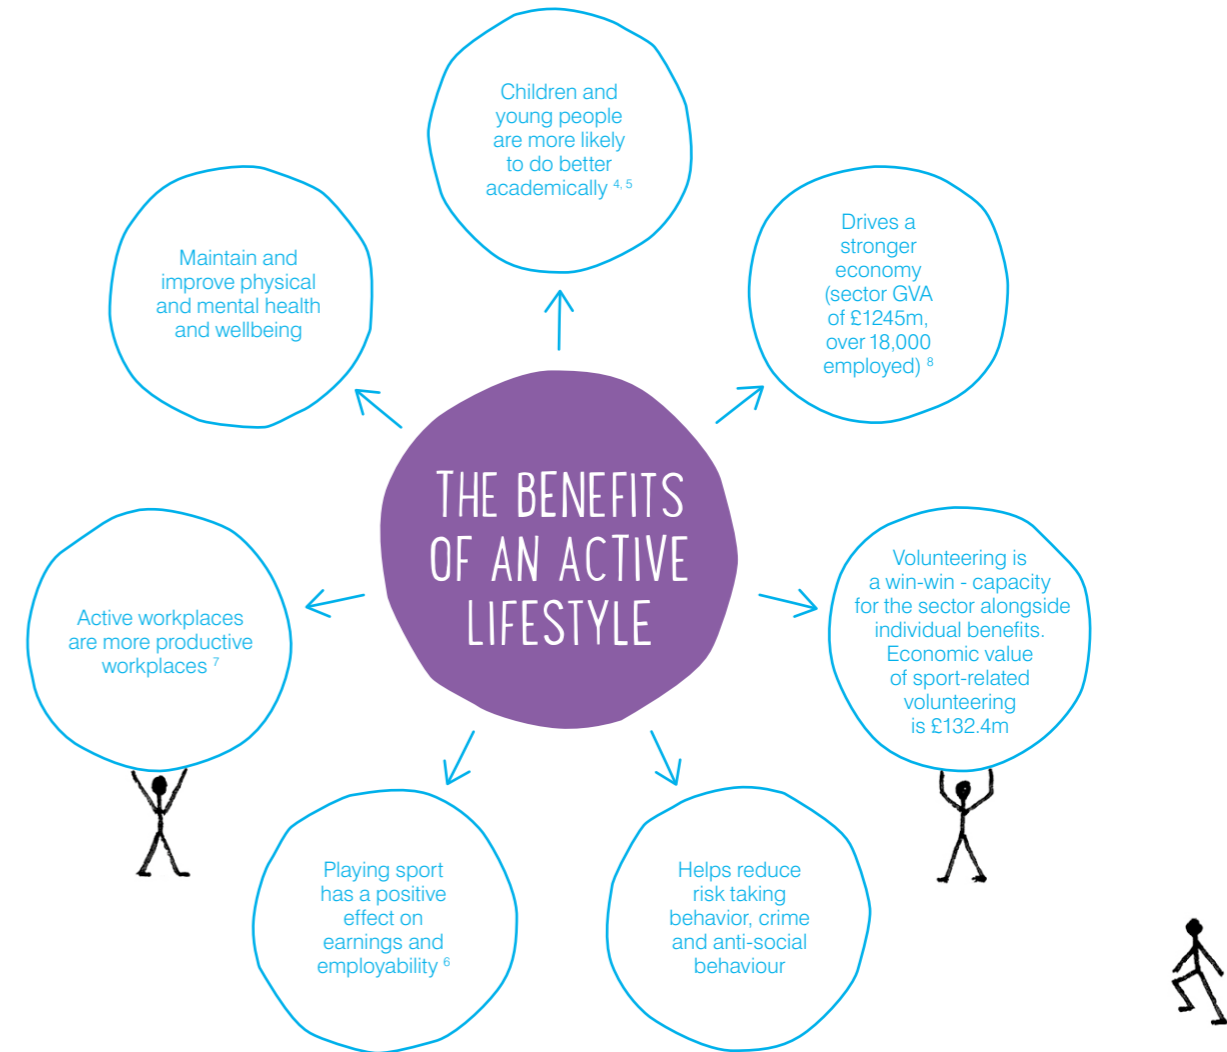 Children and
young people
are more likely
to do better
academically 4, 5
Drives a
stronger
economy
(sector GVA
of £1245m,
over 18,000
employed) 8
Maintain and
improve physical
and mental health
and wellbeing
THE BENEFITS
OF AN ACTIVE
LIFESTYLE
Volunteering is
a win-win - capacity
for the sector alongside
individual benefits.
Economic value
of sport-related
volunteering
is £132.4m
Active workplaces
are more productive
workplaces 7
Playing sport
has a positive
effect on
earnings and
employability 6
Helps reduce
risk taking
behavior, crime
and anti-social
behaviour